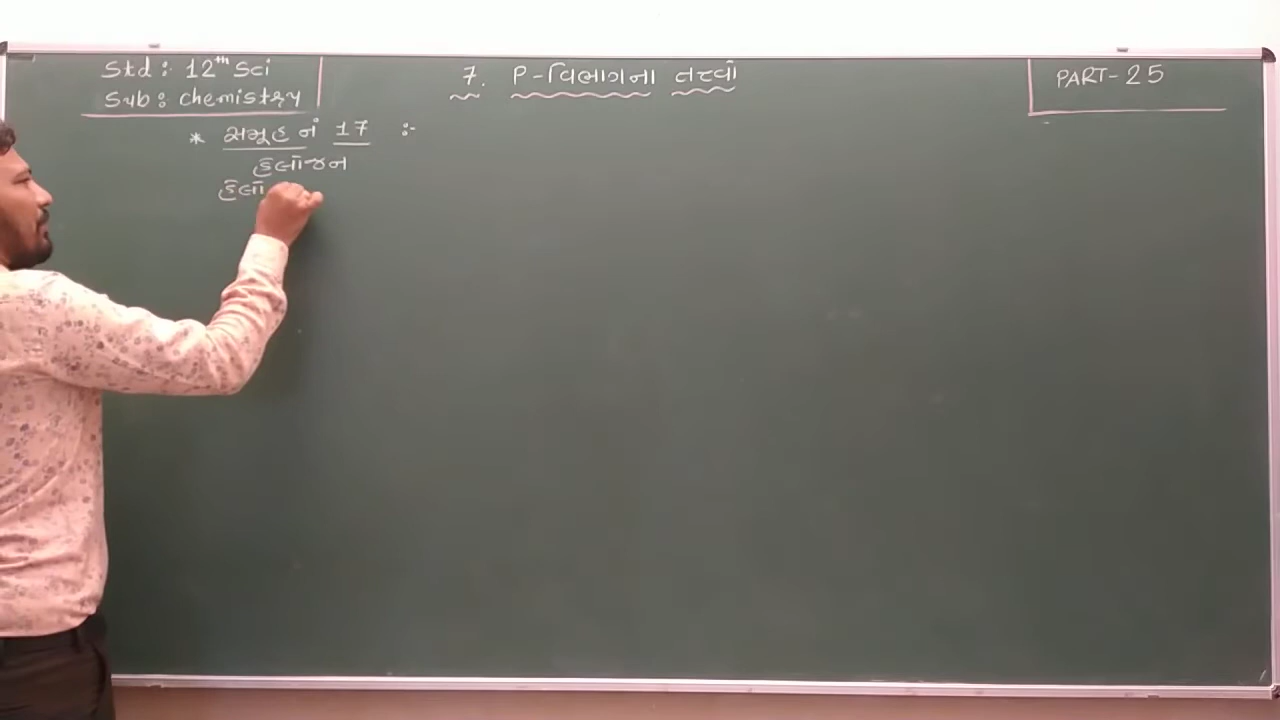 Std : 12th Sci
Sub : chemistry
7. P-વિભાગના તત્વો
PART-25
* સમૂહ નં 17 :-
હેલોજન
હેલો